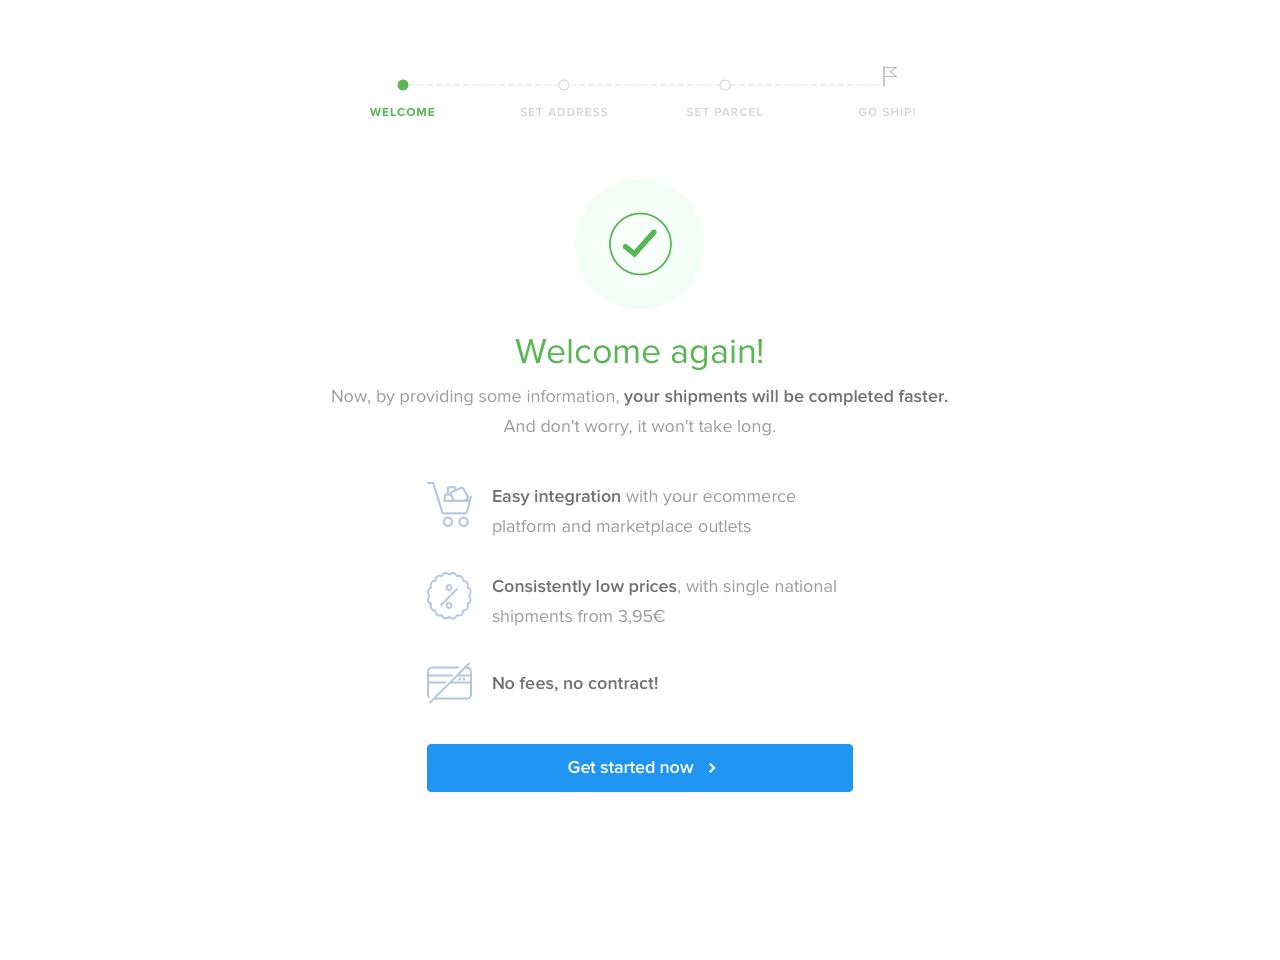 WELCOME
SET ADDRESS
SET PARCEL
GO SHIP!
Welcome again!
Now, by providing some information, your shipments will be completed faster.
And don't worry, it won't take long.
Easy integration with your ecommerce
platform and marketplace outlets
Consistently low prices, with single national
shipments from 3,95€
No fees, no contract!
Get started now